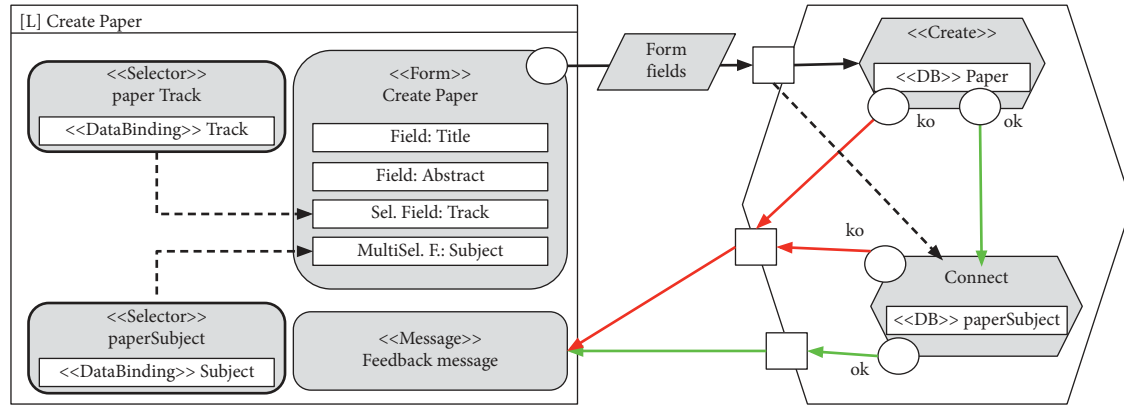 [L] Create Paper
<<Selector>>
paper Track
<<DataBinding>> Track
<<Form>>
Create Paper
Field: Title
Field: Abstract
Sel. Field: Track
MultiSel. F.: Subject
<<Selector>>
paperSubject
<<DataBinding>> Subject
<<Message>>
Feedback message
Form
fields
<<Create>>
<<DB>> Paper
ko
ok
ko
Connect
<<DB>> paperSubject
ok